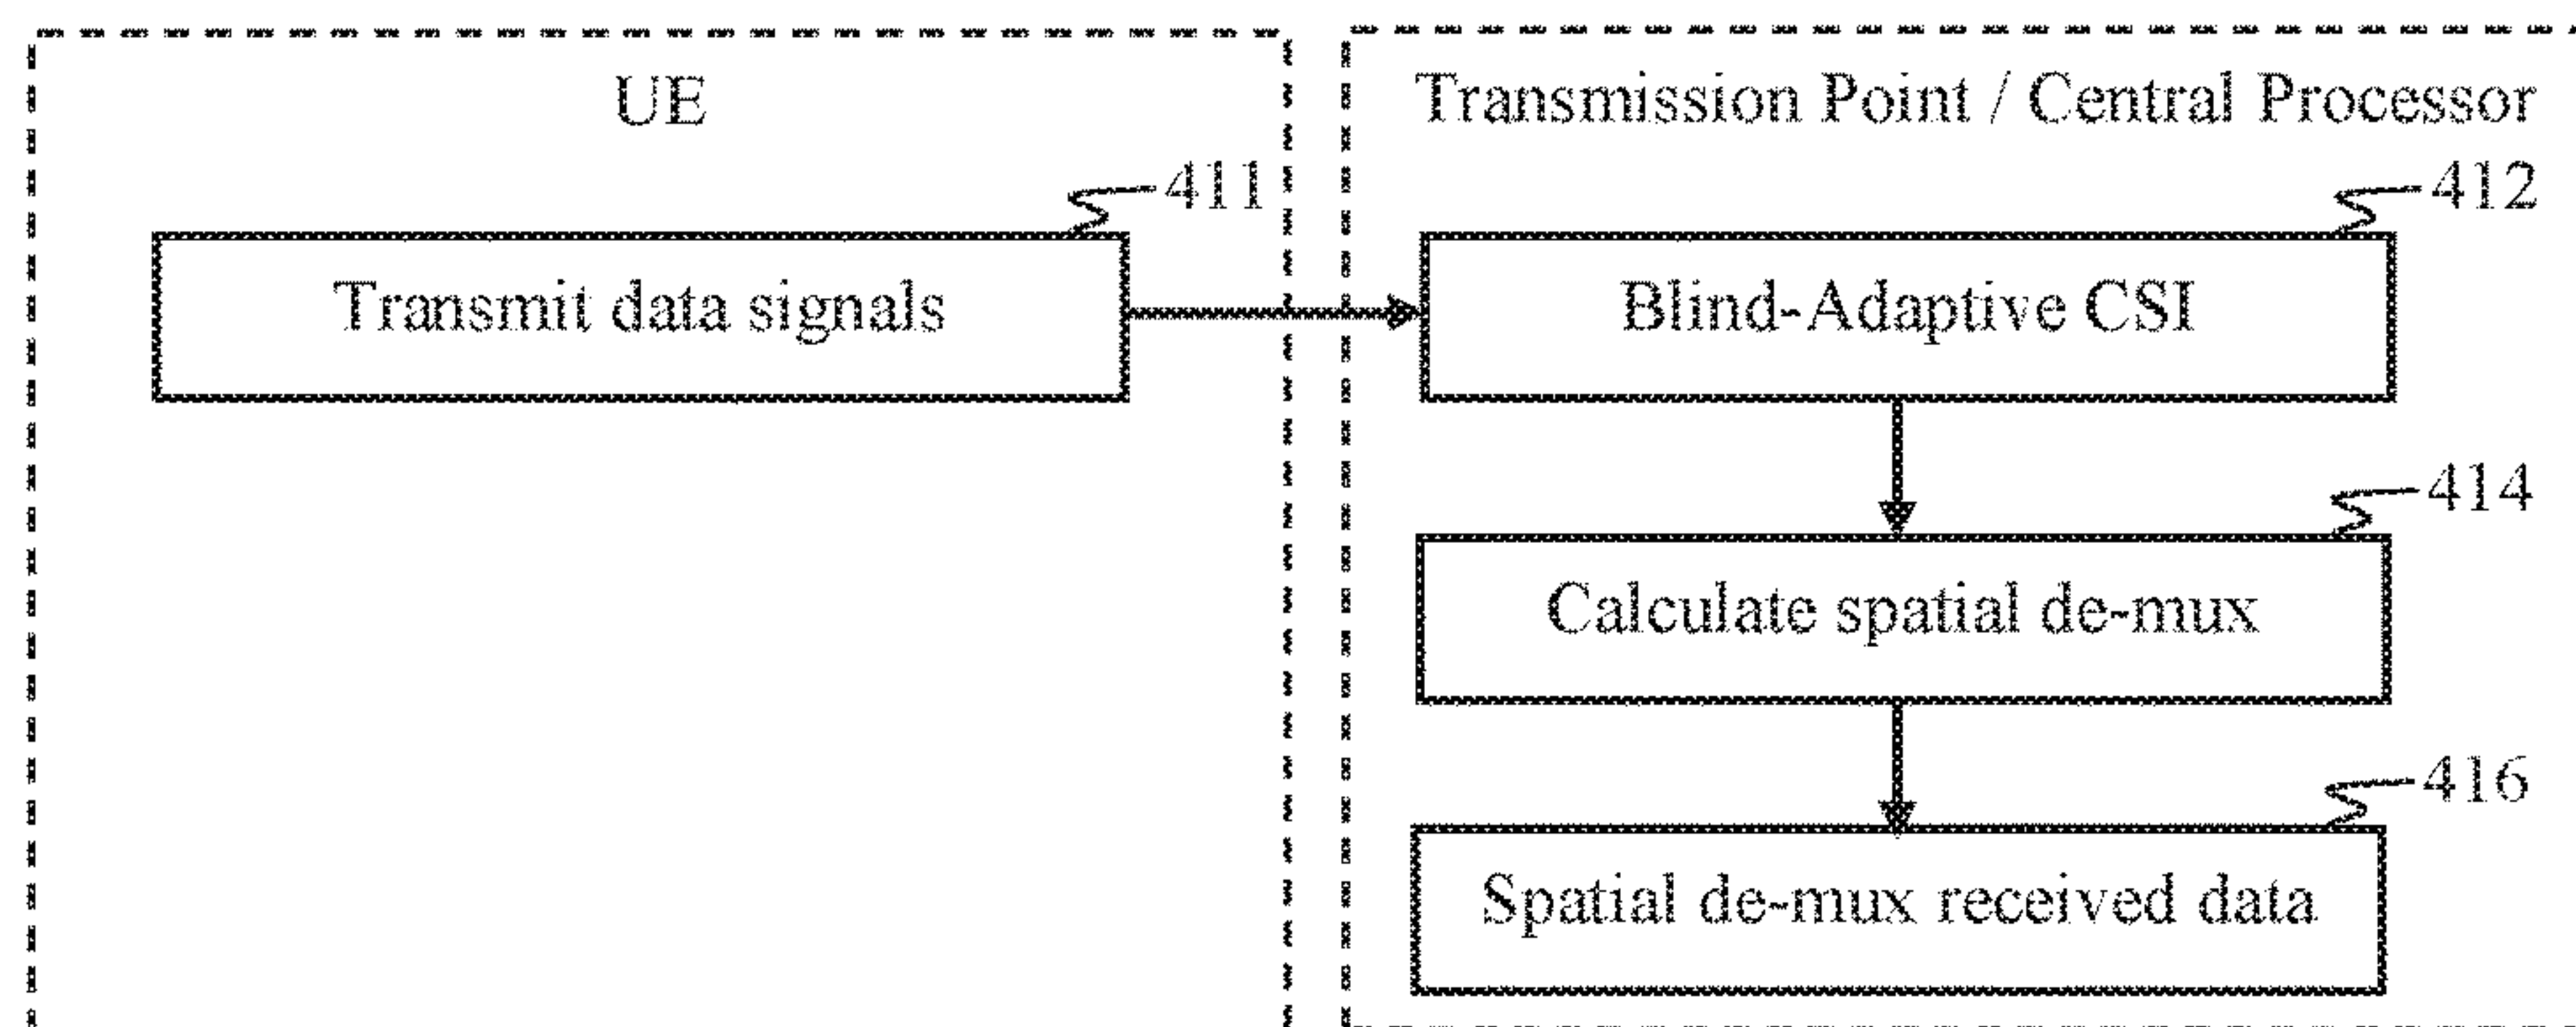 UE
Transmission Point / Central Processor
411
412
Transmit data signals
Blind-Adaptive CSI
414
Calculate spatial de-mux
416
Spatial de-mux received data